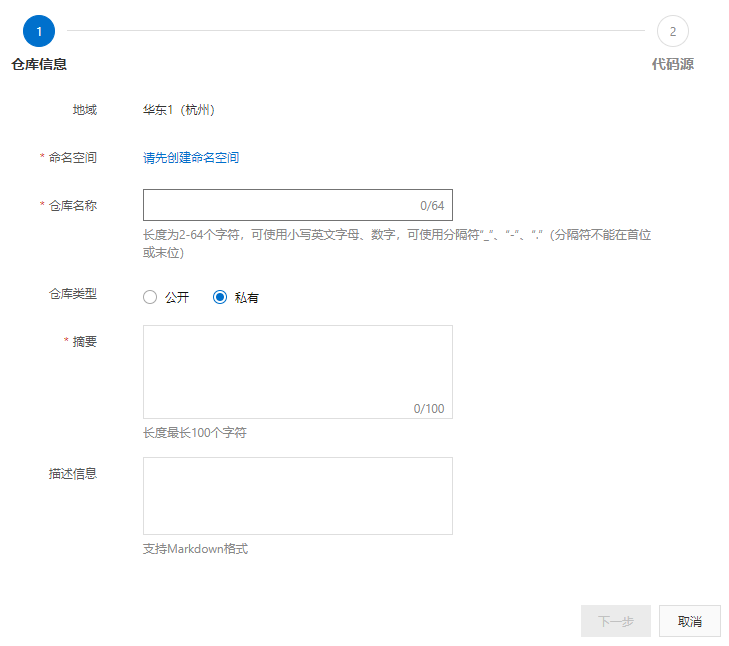 1
2
仓库信息
代码源
地域
华东1（杭州）
* 命名空间
请先创建命名空间
* 仓库名称
0/64
长度为2-64个字符，可使用小写英文字母、数字，可使用分隔符“_”、“-”、“.”（分隔符不能在首位
或末位）
仓库类型
公开
私有
* 摘要
0/100
长度最长100个字符
描述信息
支持Markdown格式
下一步
取消